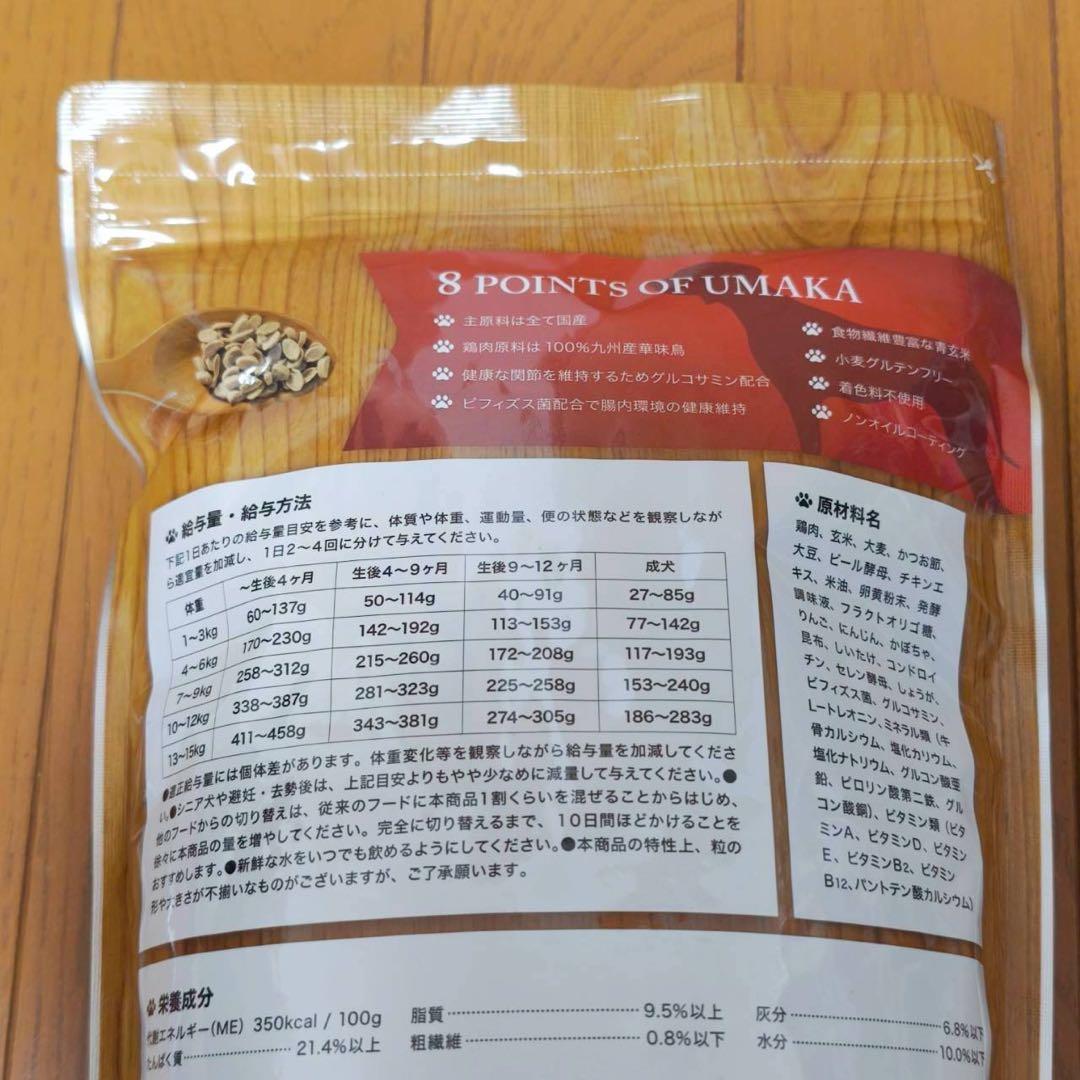 8 POINTS OF UMAKA
主原料は全て国産
鶏肉原料は100%九州産華味鳥
健康な関節を維持するためグルコサミン配合
ビフィズス菌配合で腸内環境の健康維持
食物繊維豊富な青玄米
小麦グルテンフリー
着色料不使用
ノンオイルコーティング
給与量・給与方法
下記1日あたりの給与量目安を参考に、体質や体重、運動量、便の状態などを観察しなが
ら適宜量を加減し、1日2〜4回に分けて与えてください。
体重 〜生後4ヶ月 生後4〜9ヶ月 生後9〜12ヶ月 成犬
1〜3kg 60〜137g 50〜114g 40〜91g 27〜85g
4〜6kg 170〜230g 142〜192g 113〜153g 77〜142g
7〜9kg 258〜312g 215〜260g 172〜208g 117〜193g
10〜12kg 338〜387g 281〜323g 225〜258g 153〜240g
13〜15kg 411〜458g 343〜381g 274〜305g 186〜283g
●適正給与量には個体差があります。体重変化等を観察しながら給与量を加減してくださ
い。●シニア犬や避妊・去勢後は、上記目安よりもやや少なめに減量して与えてください。●
他のフードからの切り替えは、従来のフードに本商品1割くらいを混ぜることからはじめ、
徐々に本商品の量を増やしてください。完全に切り替えるまで、10日間ほどかけることを
おすすめします。●新鮮な水をいつでも飲めるようにしてください。●本商品の特性上、粒の
形や大きさが不揃いなものがございますが、ご了承願います。
原材料名
鶏肉、玄米、大麦、かつお節、
大豆、ビール酵母、チキンエ
キス、米油、卵黄粉末、発酵
調味液、フラクトオリゴ糖、
りんご、にんじん、かぼちゃ、
昆布、しいたけ、コンドロイ
チン、セレン酵母、しょうが、
ビフィズス菌、グルコサミン、
L-トレオニン、ミネラル類（牛
骨カルシウム、塩化カリウム、
塩化ナトリウム、グルコン酸亜
鉛、ピロリン酸第二鉄、グル
コン酸銅）、ビタミン類（ビタ
ミンA、ビタミンD、ビタミン
E、ビタミンB2、ビタミン
B12、パントテン酸カルシウム）
栄養成分
代謝エネルギー(ME) 350kcal / 100g
たんぱく質 21.4%以上
脂質 9.5%以上
粗繊維 0.8%以下
灰分 6.8%以下
水分 10.0%以下